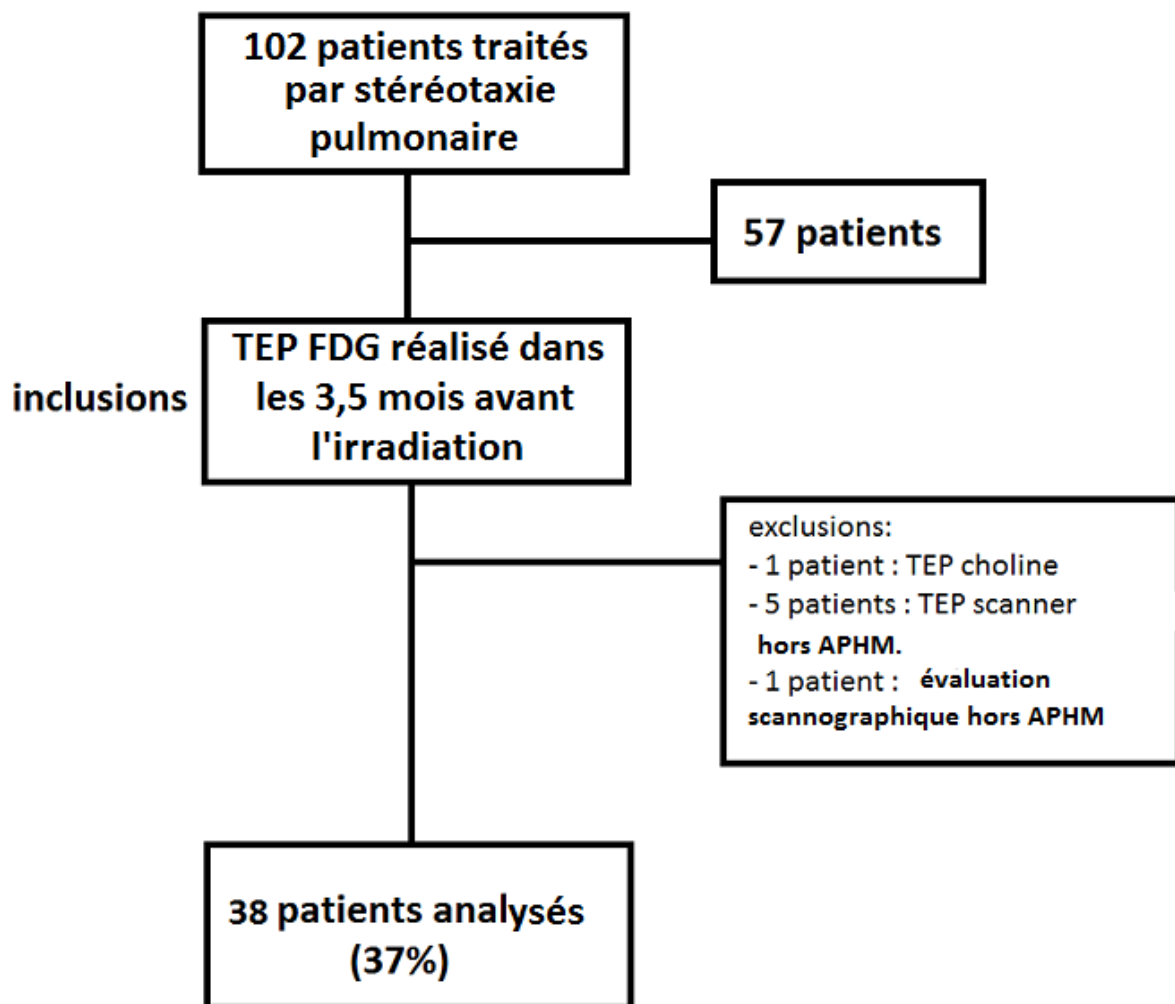 102 patients traités
par stéréotaxie
pulmonaire
57 patients
inclusions
TEP FDG réalisé dans
les 3,5 mois avant
l'irradiation
exclusions:
- 1 patient : TEP choline
- 5 patients : TEP scanner
hors APHM.
- 1 patient : évaluation
scannographique hors APHM
38 patients analysés
(37%)